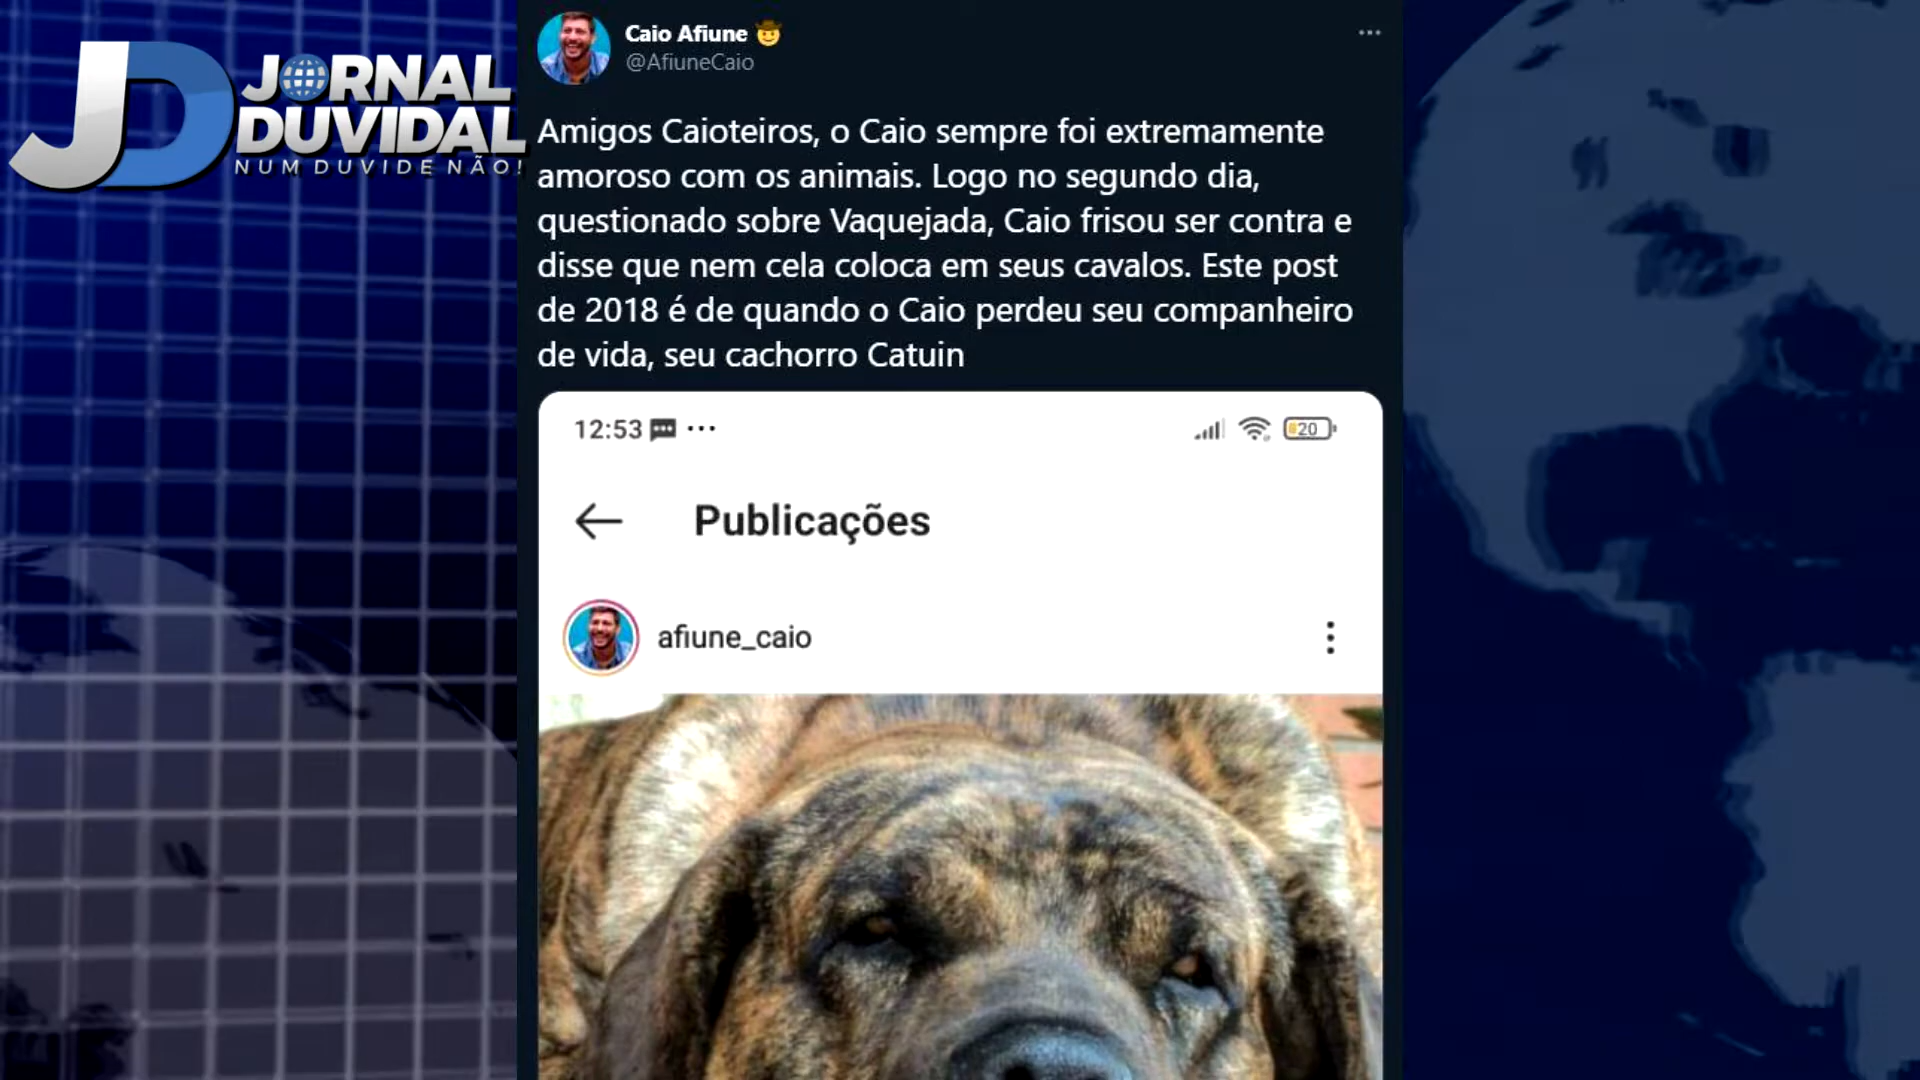 JORNAL
DUVIDAL
NUM DUVIDE NÃO!
Caio Afiune
@AfiuneCaio
Amigos Caioteiros, o Caio sempre foi extremamente
amoroso com os animais. Logo no segundo dia,
questionado sobre Vaquejada, Caio frisou ser contra e
disse que nem cela coloca em seus cavalos. Este post
de 2018 é de quando o Caio perdeu seu companheiro
de vida, seu cachorro Catuin
12:53
20
Publicações
afiune_caio